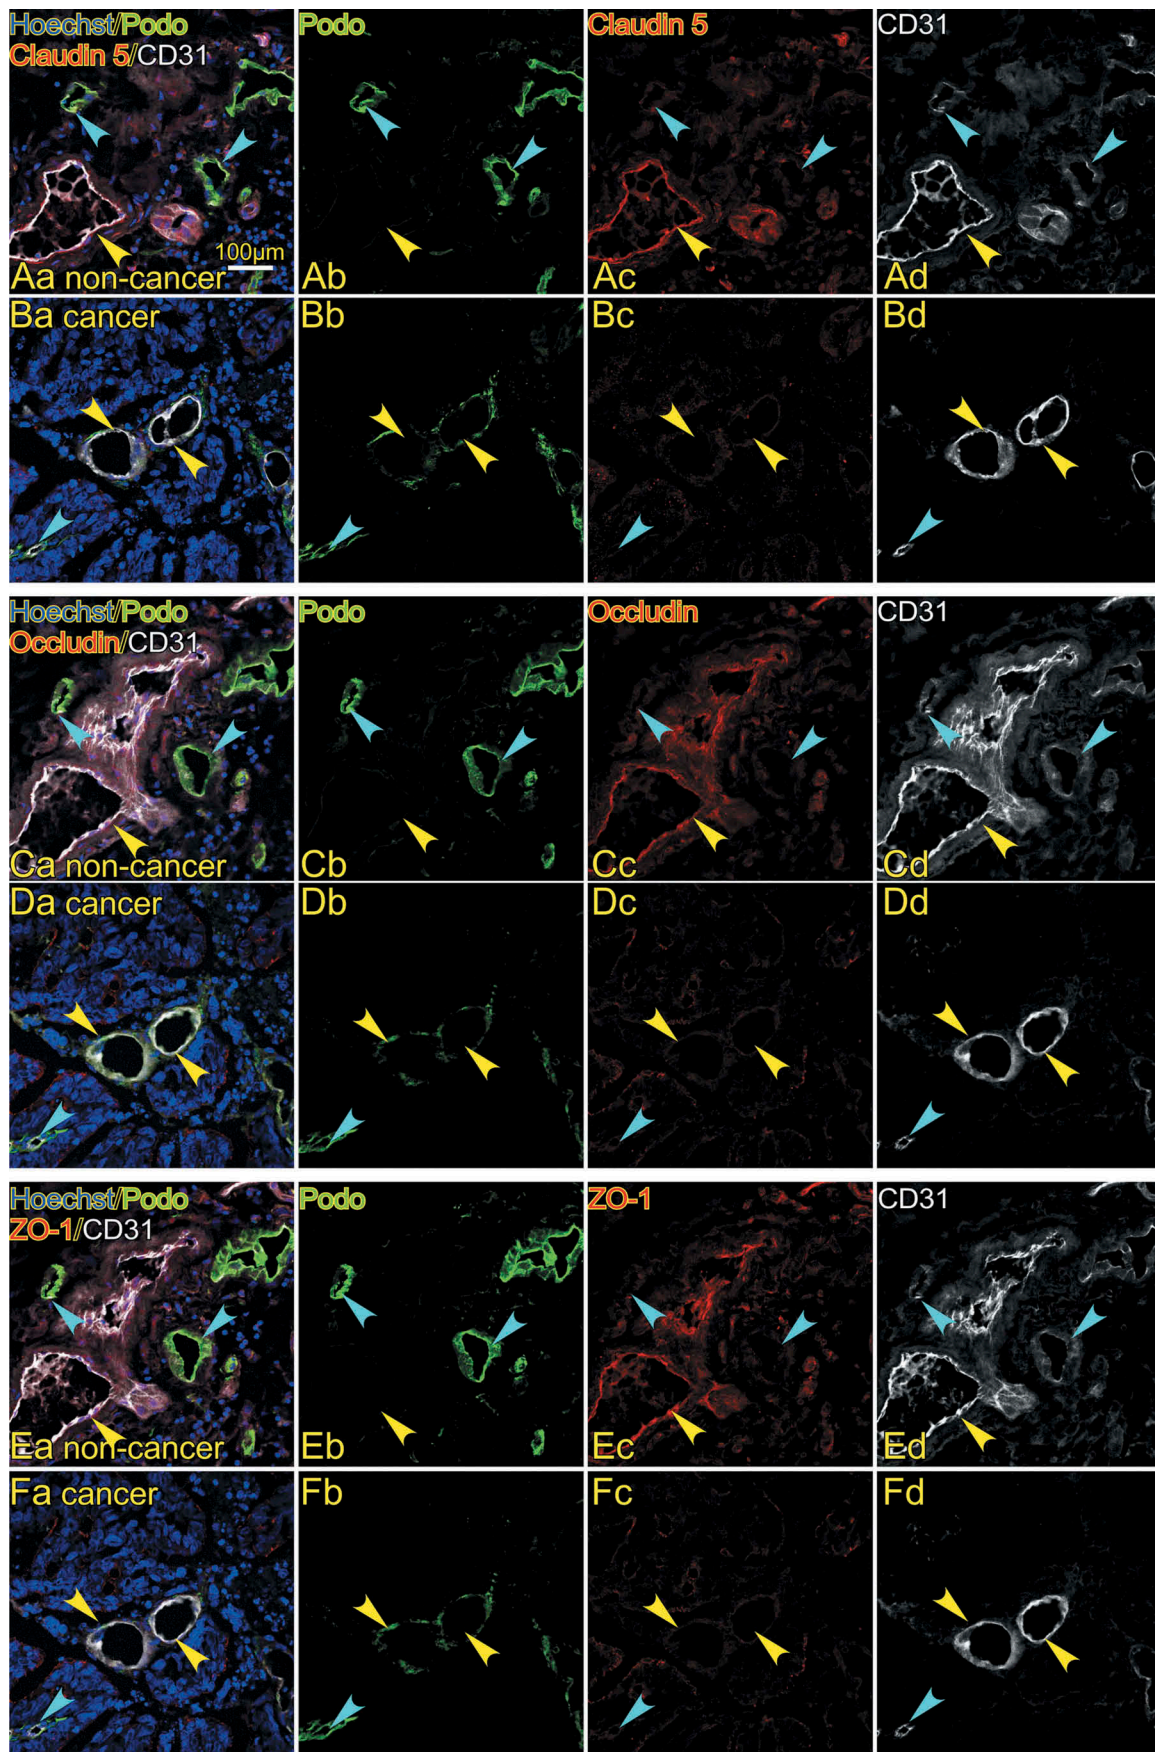 Hoechst/Podo
Claudin 5/CD31
Podo
Claudin 5
CD31
100µm
Aa non-cancer
Ab
Ac
Ad
Ba cancer
Bb
Bc
Bd
Hoechst/Podo
Occludin/CD31
Podo
Occludin
CD31
Ca non-cancer
Cb
Cc
Cd
Da cancer
Db
Dc
Dd
Hoechst/Podo
ZO-1/CD31
Podo
ZO-1
CD31
Ea non-cancer
Eb
Ec
Ed
Fa cancer
Fb
Fc
Fd